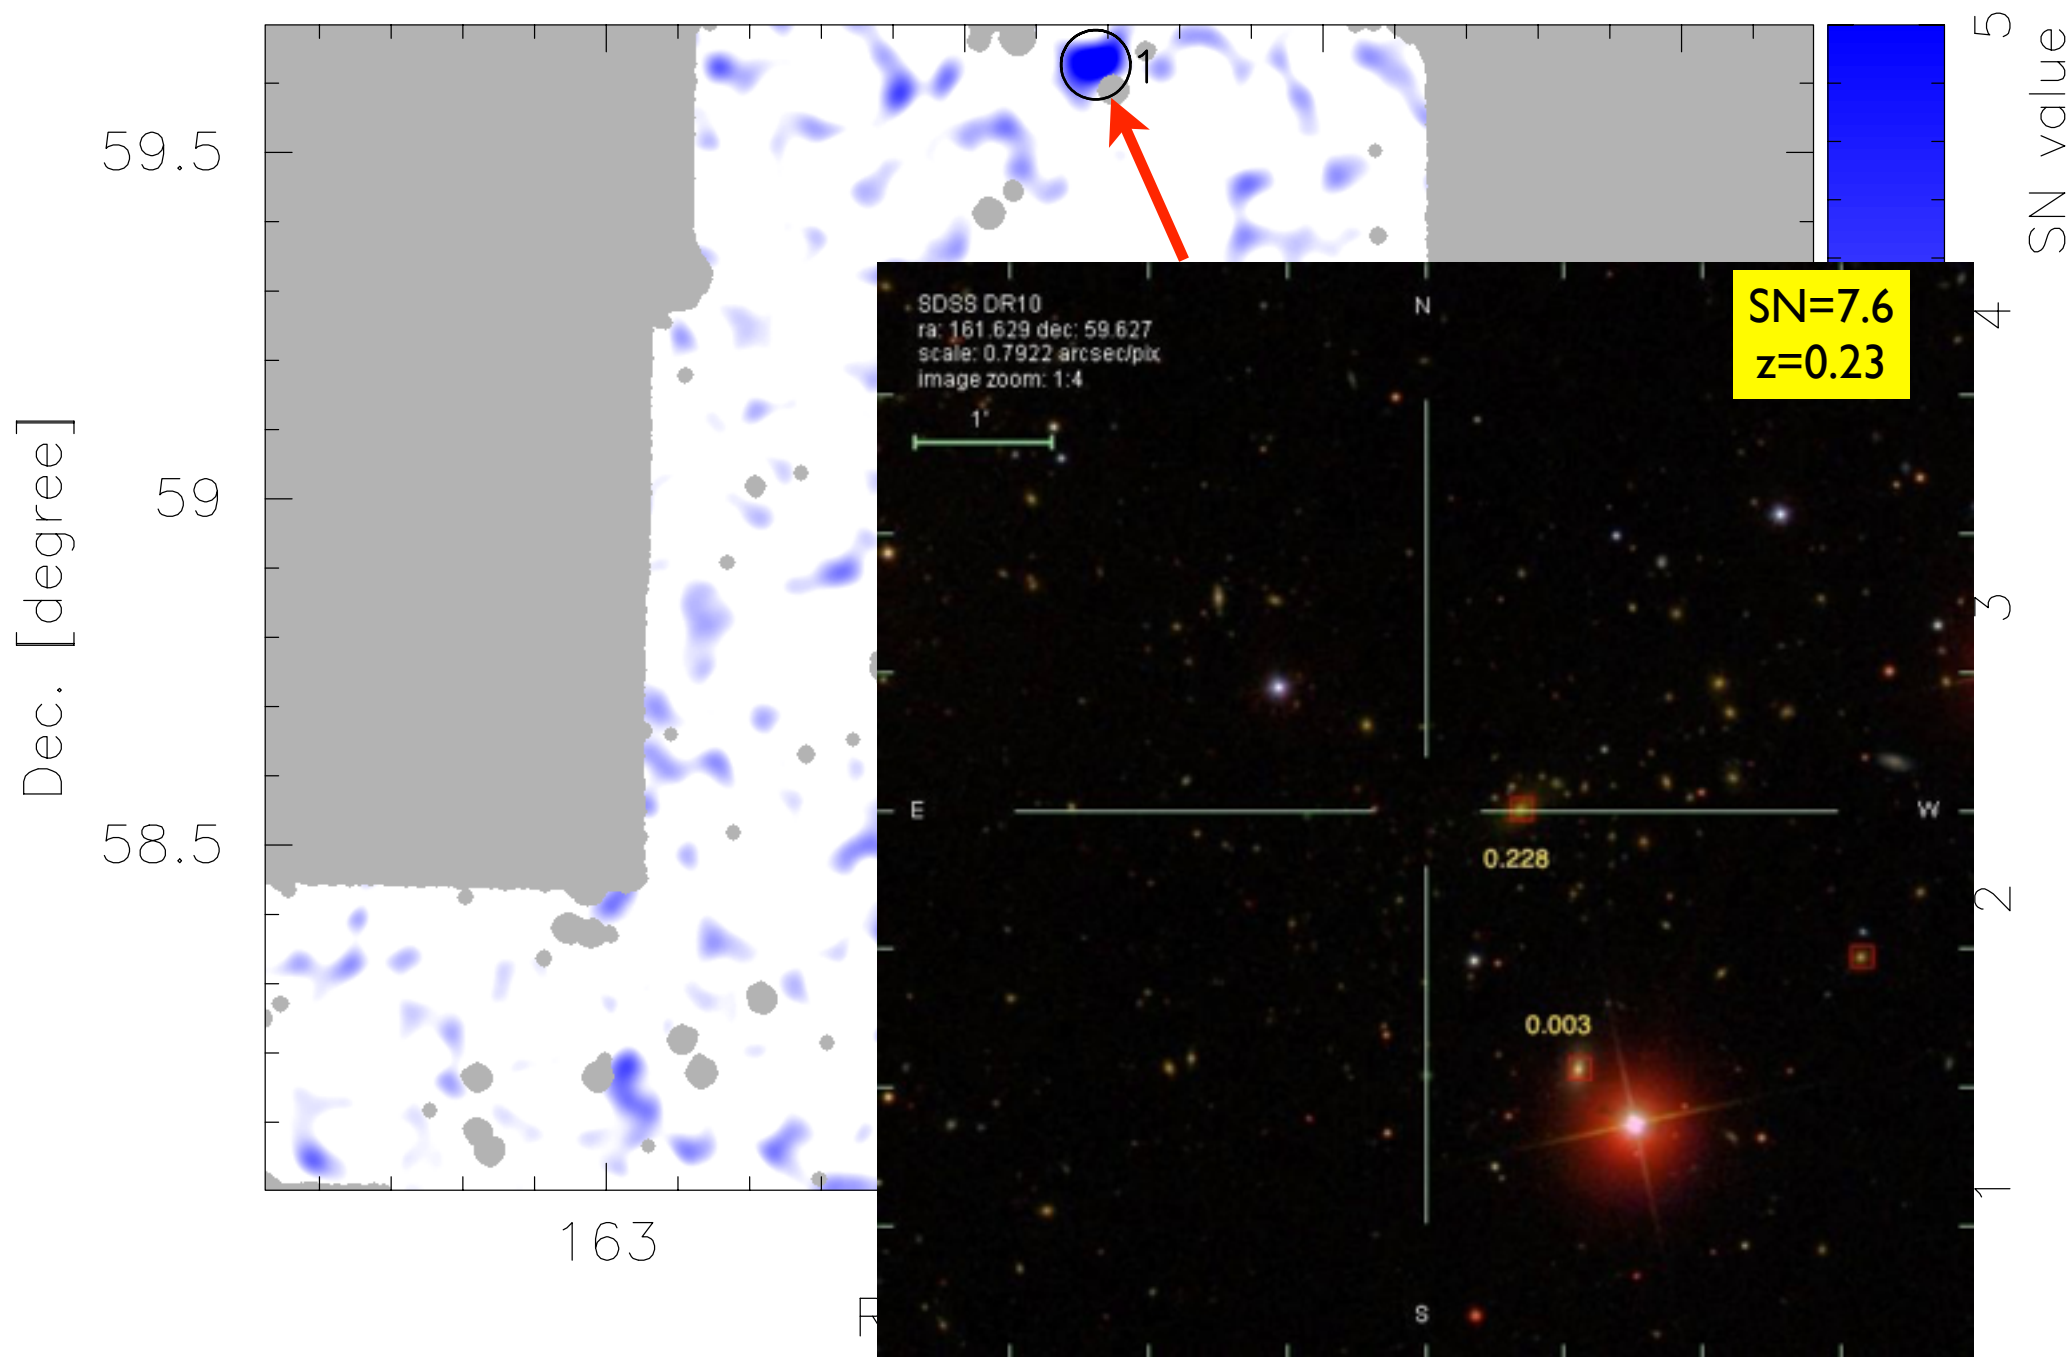 1
59.5
59
58.5
Dec. [degree]
163
R
SN value
5
4
3
2
1
SDSS DR10
ra: 161.629 dec: 59.627
scale: 0.7922 arcsec/pix
image zoom: 1:4
1'
N
E
W
S
SN=7.6
z=0.23
0.228
0.003